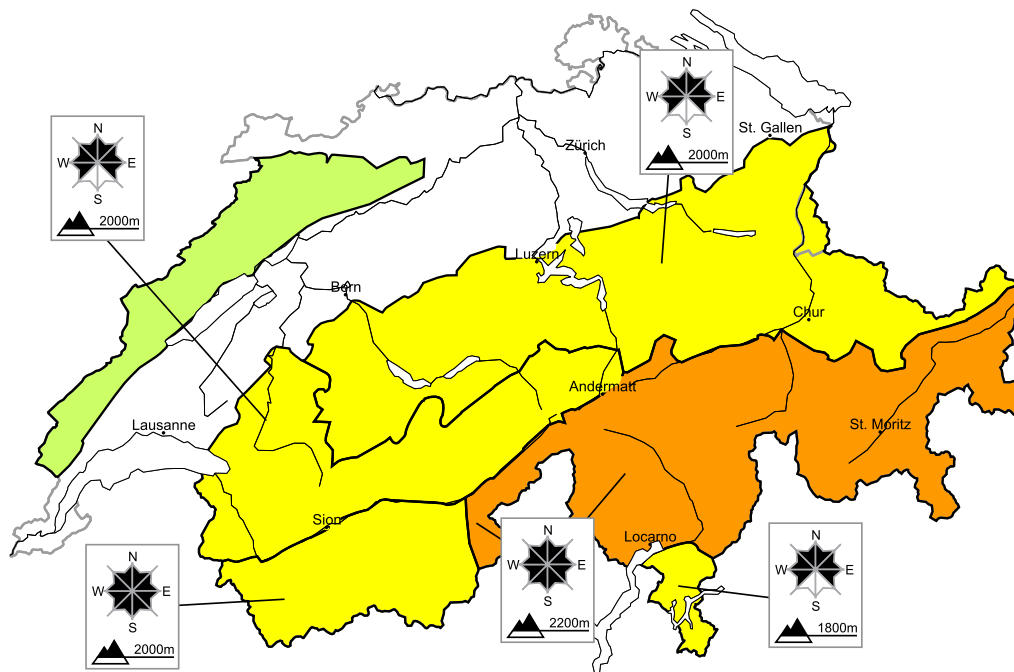 N
W E
S
2000m
N
W E
S
2000m
St. Gallen
Zürich
Luzern
Bern
Chur
Andermatt
Lausanne
St. Moritz
Sion
Locarno
N
W E
S
2000m
N
W E
S
2200m
N
W E
S
1800m